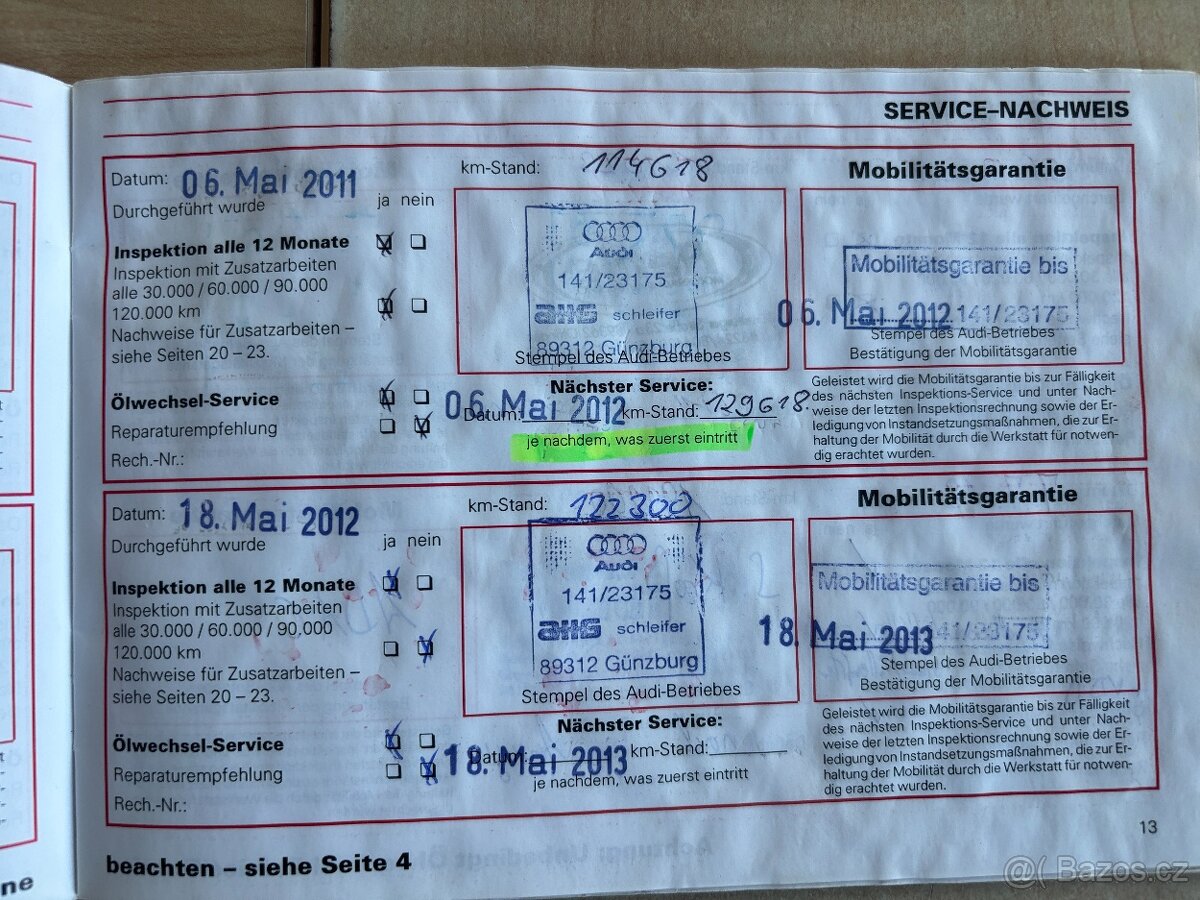 SERVICE–NACHWEIS
Datum: 06. Mai 2011
km-Stand: 114618
Mobilitätsgarantie
Durchgeführt wurde
ja nein
Inspektion alle 12 Monate
Inspektion mit Zusatzarbeiten
alle 30.000 / 60.000 / 90.000
120.000 km
Nachweise für Zusatzarbeiten –
siehe Seiten 20 – 23.
Audi
141/23175
AHG schleifer
89312 Günzburg
Stempel des Audi-Betriebes
Mobilitätsgarantie bis
06. Mai 2012 141/23175
Stempel des Audi-Betriebes
Bestätigung der Mobilitätsgarantie
Ölwechsel-Service
Reparaturempfehlung
Rech.-Nr.:
Nächster Service:
Datum: 06. Mai 2012 km-Stand: 129618
je nachdem, was zuerst eintritt
Geleistet wird die Mobilitätsgarantie bis zur Fälligkeit
des nächsten Inspektions-Service und unter Nach-
weise der letzten Inspektionsrechnung sowie der Er-
ledigung von Instandsetzungsmaßnahmen, die zur Er-
haltung der Mobilität durch die Werkstatt für notwen-
dig erachtet wurden.
Datum: 18. Mai 2012
km-Stand: 122300
Mobilitätsgarantie
Durchgeführt wurde
ja nein
Inspektion alle 12 Monate
Inspektion mit Zusatzarbeiten
alle 30.000 / 60.000 / 90.000
120.000 km
Nachweise für Zusatzarbeiten –
siehe Seiten 20 – 23.
Audi
141/23175
AHG schleifer
89312 Günzburg
Stempel des Audi-Betriebes
Mobilitätsgarantie bis
18. Mai 2013 141/23175
Stempel des Audi-Betriebes
Bestätigung der Mobilitätsgarantie
Ölwechsel-Service
Reparaturempfehlung
Rech.-Nr.:
Nächster Service:
Datum: 18. Mai 2013 km-Stand:
je nachdem, was zuerst eintritt
Geleistet wird die Mobilitätsgarantie bis zur Fälligkeit
des nächsten Inspektions-Service und unter Nach-
weise der letzten Inspektionsrechnung sowie der Er-
ledigung von Instandsetzungsmaßnahmen, die zur Er-
haltung der Mobilität durch die Werkstatt für notwen-
dig erachtet wurden.
13
beachten – siehe Seite 4
ne
Bazos.cz